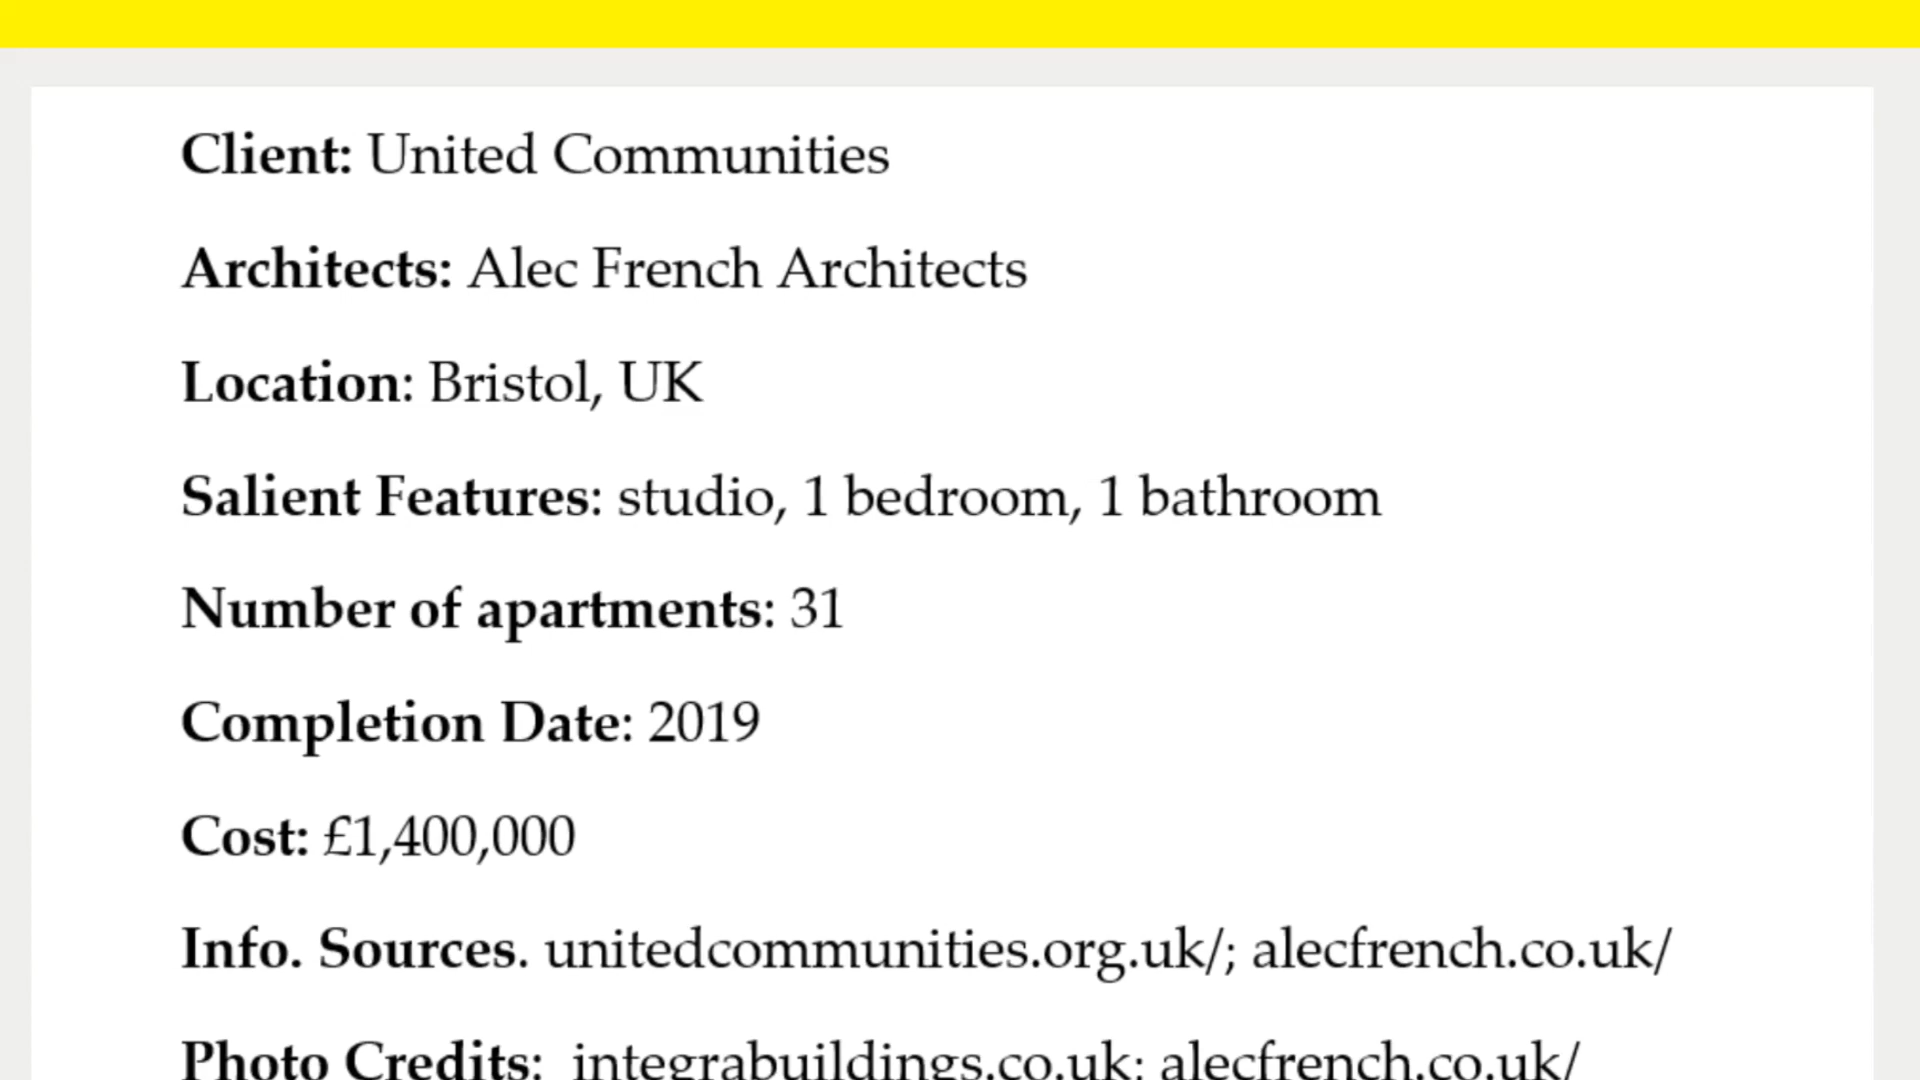 Client: United Communities
Architects: Alec French Architects
Location: Bristol, UK
Salient Features: studio, 1 bedroom, 1 bathroom
Number of apartments: 31
Completion Date: 2019
Cost: £1,400,000
Info. Sources. unitedcommunities.org.uk/; alecfrench.co.uk/
Photo Credits: integrabuildings.co.uk; alecfrench.co.uk/